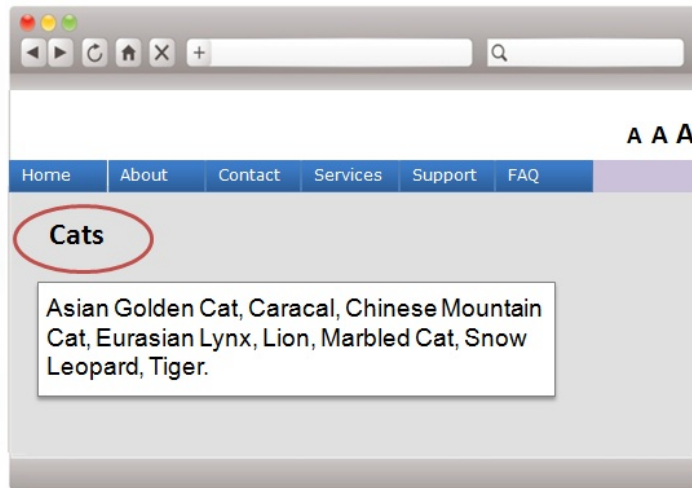 A A A
Home About Contact Services Support FAQ
Cats
Asian Golden Cat, Caracal, Chinese Mountain
Cat, Eurasian Lynx, Lion, Marbled Cat, Snow
Leopard, Tiger.